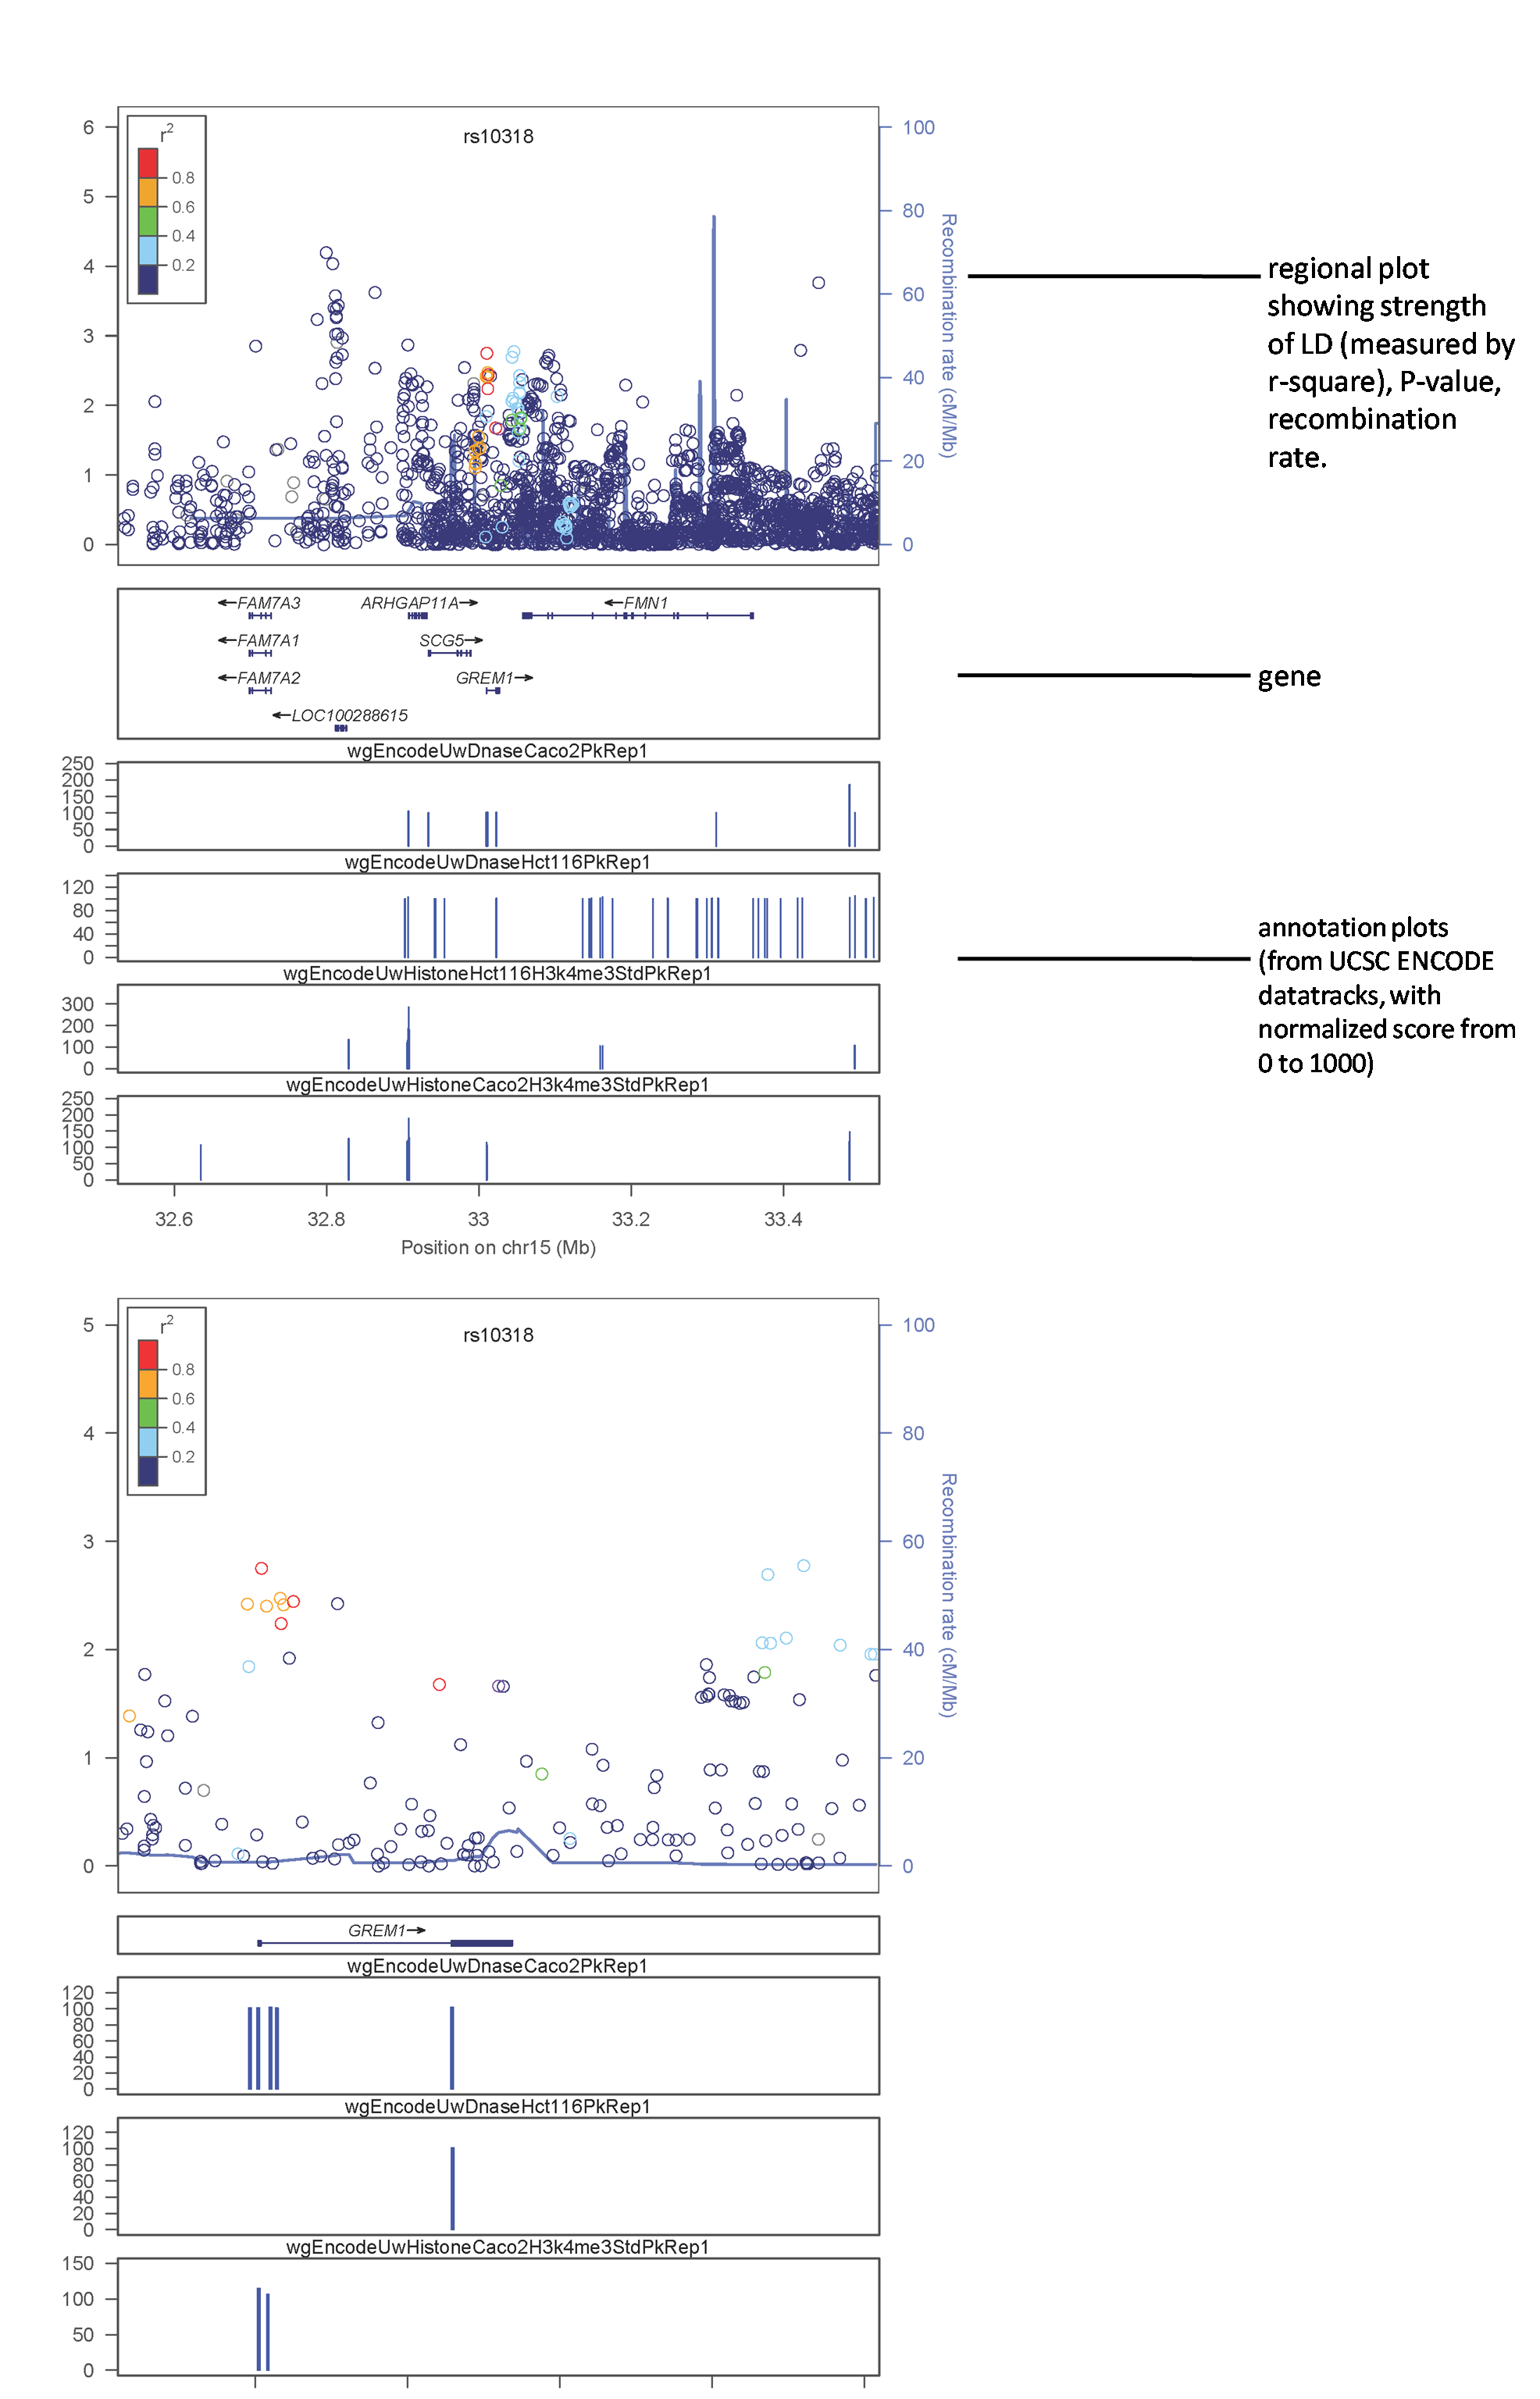 rs10318
r2
0.8
0.6
0.4
0.2
6
5
4
3
2
1
0
100
80
60
40
20
0
Recombination rate (cM/Mb)
regional plot
showing strength
of LD (measured by
r-square), P-value,
recombination
rate.
←FAM7A3
ARHGAP11A→
←FMN1
←FAM7A1
SCG5→
←FAM7A2
GREM1→
←LOC100288615
gene
wgEncodeUwDnaseCaco2PkRep1
250
200
150
100
50
0
wgEncodeUwDnaseHct116PkRep1
120
80
40
0
annotation plots
(from UCSC ENCODE
datatracks, with
normalized score from
0 to 1000)
wgEncodeUwHistoneHct116H3k4me3StdPkRep1
300
200
100
0
wgEncodeUwHistoneCaco2H3k4me3StdPkRep1
250
200
150
100
50
0
32.6 32.8 33 33.2 33.4
Position on chr15 (Mb)
rs10318
r2
0.8
0.6
0.4
0.2
5
4
3
2
1
0
100
80
60
40
20
0
Recombination rate (cM/Mb)
GREM1→
wgEncodeUwDnaseCaco2PkRep1
120
100
80
60
40
20
0
wgEncodeUwDnaseHct116PkRep1
120
100
80
60
40
20
0
wgEncodeUwHistoneCaco2H3k4me3StdPkRep1
150
100
50
0